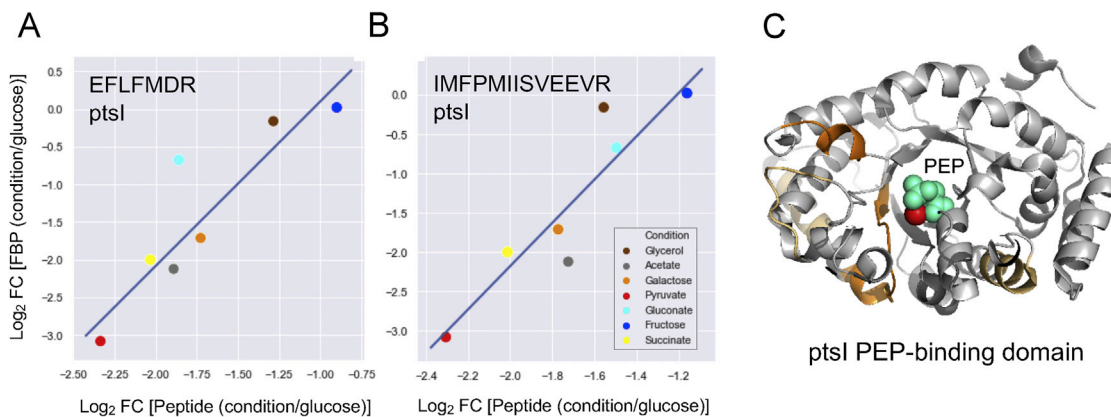 A
Log₂ FC [FBP (condition/glucose)]
EFLFMDR
ptsI
0.5
0.0
−0.5
−1.0
−1.5
−2.0
−2.5
−3.0
−2.50 −2.25 −2.00 −1.75 −1.50 −1.25 −1.00 −0.75
Log₂ FC [Peptide (condition/glucose)]
B
IMFPMIISVEEVR
ptsI
0.0
−0.5
−1.0
−1.5
−2.0
−2.5
−3.0
Condition
Glycerol
Acetate
Galactose
Pyruvate
Gluconate
Fructose
Succinate
−2.4 −2.2 −2.0 −1.8 −1.6 −1.4 −1.2
Log₂ FC [Peptide (condition/glucose)]
C
PEP
ptsI PEP-binding domain